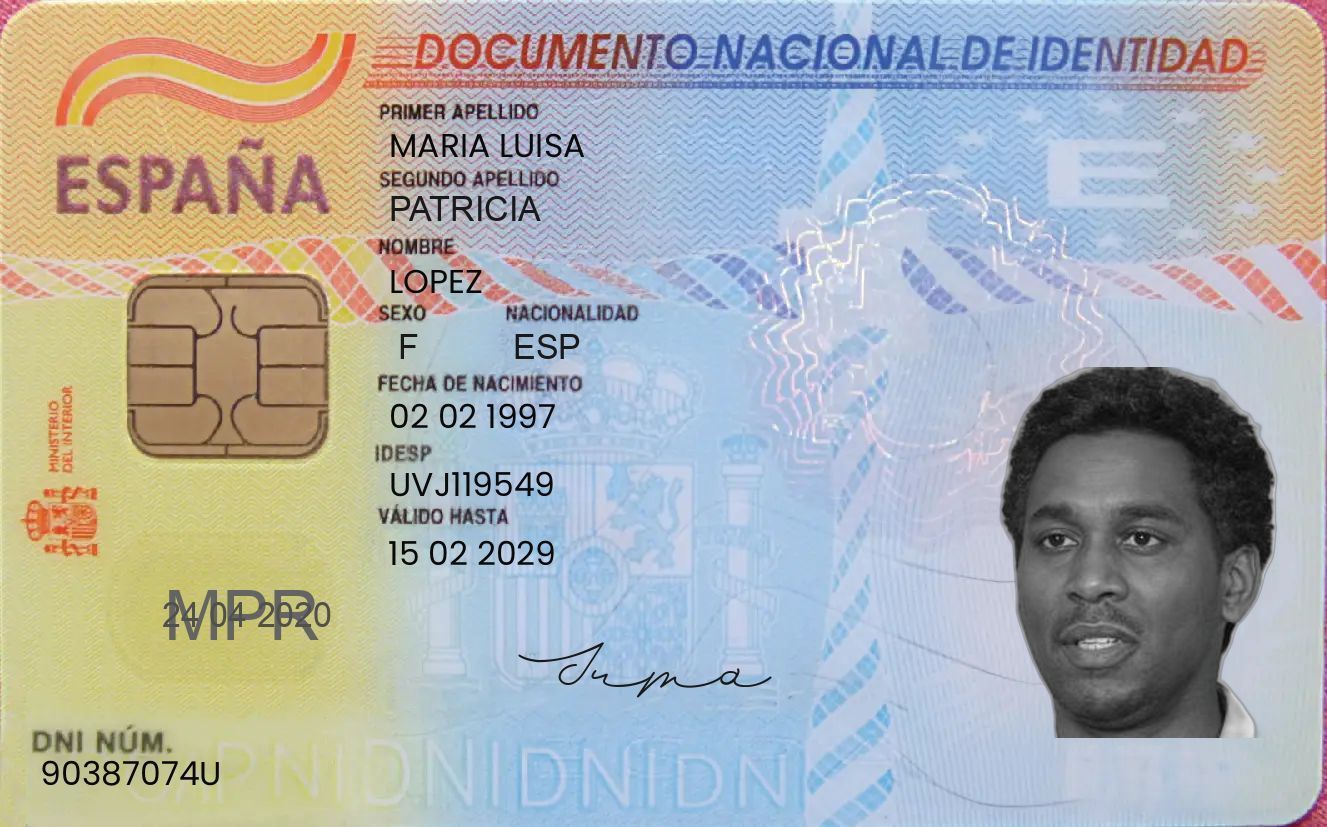 DOCUMENTO NACIONAL DE IDENTIDAD
ESPAÑA
PRIMER APELLIDO
MARIA LUISA
SEGUNDO APELLIDO
PATRICIA
NOMBRE
LOPEZ
SEXO NACIONALIDAD
F ESP
FECHA DE NACIMIENTO
02 02 1997
IDESP
UVJ119549
VÁLIDO HASTA
15 02 2029
MINISTERIO
DEL INTERIOR
E
MPR
24 04 2020
DNI NÚM.
90387074U
DNIDNIDNIDN